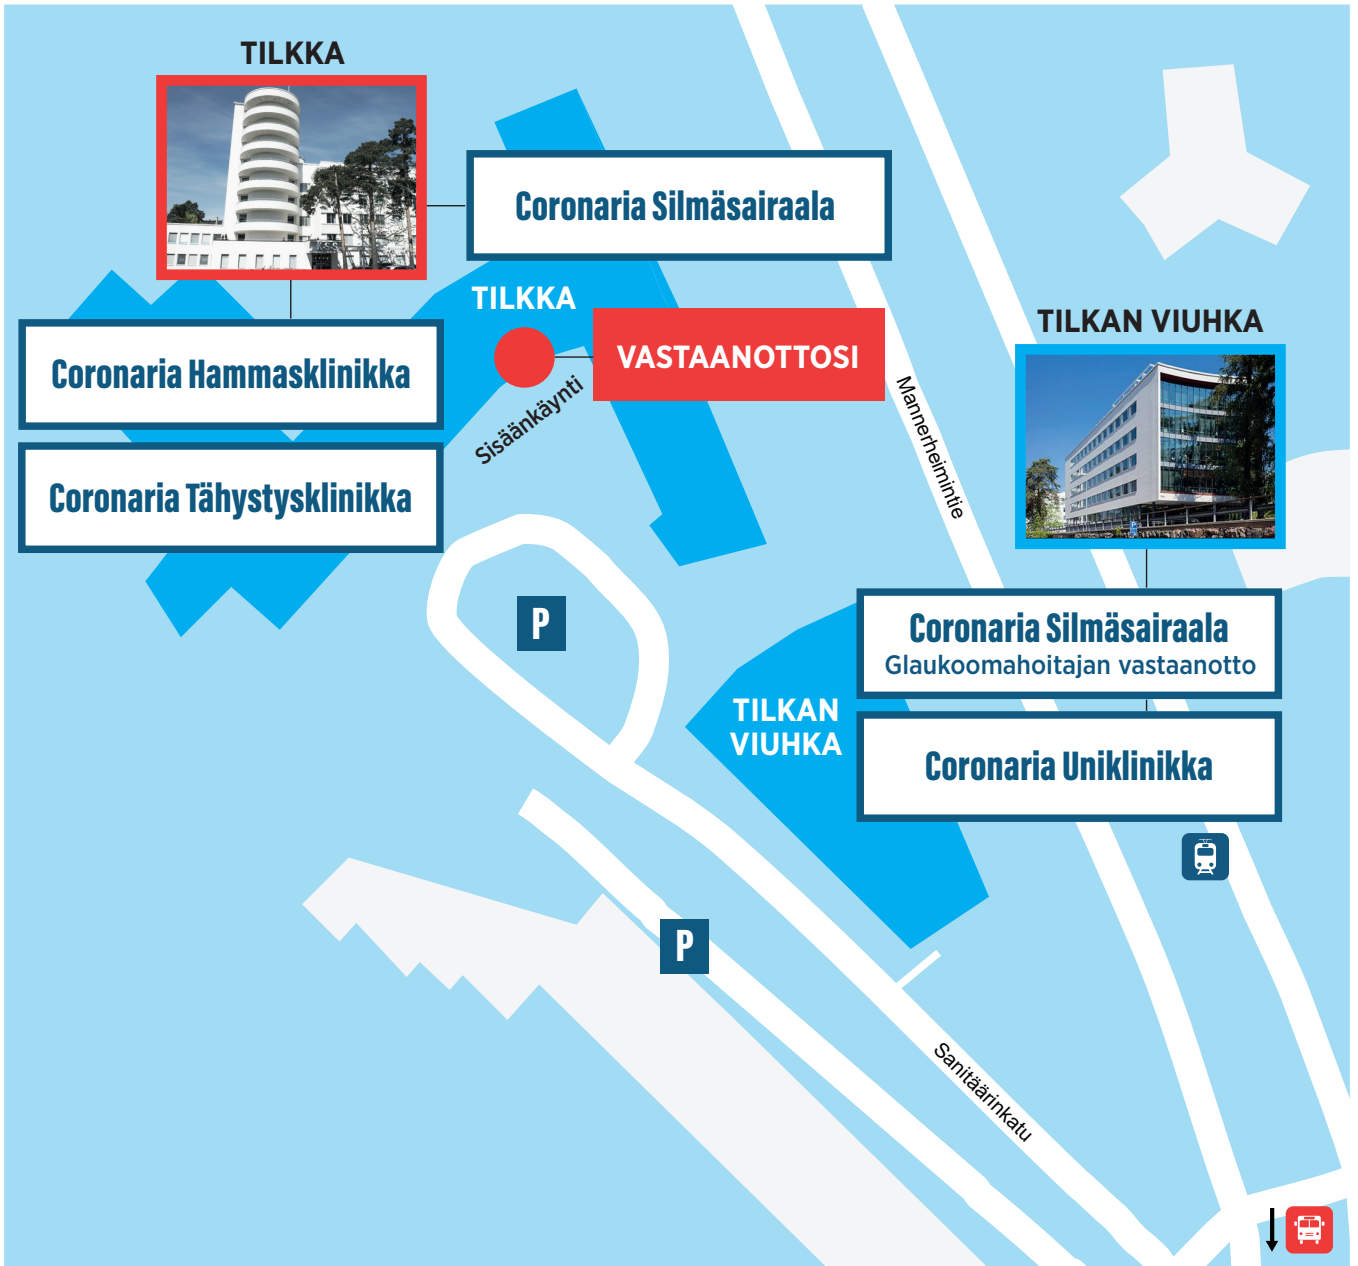 TILKKA
Coronaria Silmäsairaala
TILKKA
VASTAANOTTOSI
Sisäänkäynti
Coronaria Hammasklinikka
Coronaria Tähystysklinikka
Mannerheimintie
TILKAN VIUHKA
Coronaria Silmäsairaala
Glaukoomahoitajan vastaanotto
Coronaria Uniklinikka
TILKAN
VIUHKA
P
P
Sanitäärinkatu